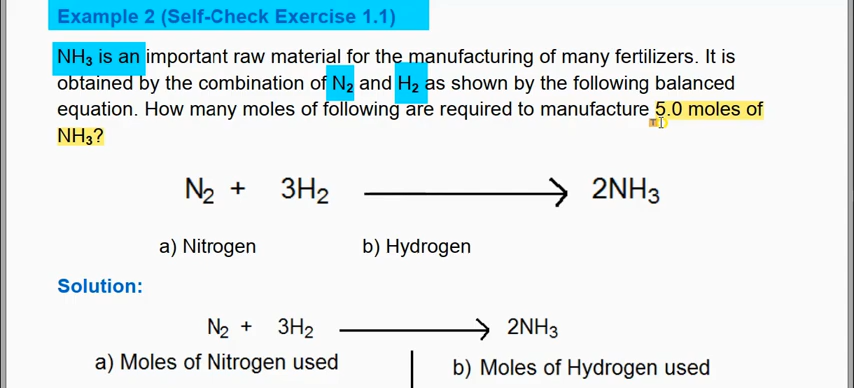 Example 2 (Self-Check Exercise 1.1)
NH₃ is an important raw material for the manufacturing of many fertilizers. It is
obtained by the combination of N₂ and H₂ as shown by the following balanced
equation. How many moles of following are required to manufacture 5.0 moles of
NH₃?
N₂ + 3H₂ ⟶ 2NH₃
a) Nitrogen b) Hydrogen
Solution:
N₂ + 3H₂ ⟶ 2NH₃
a) Moles of Nitrogen used b) Moles of Hydrogen used